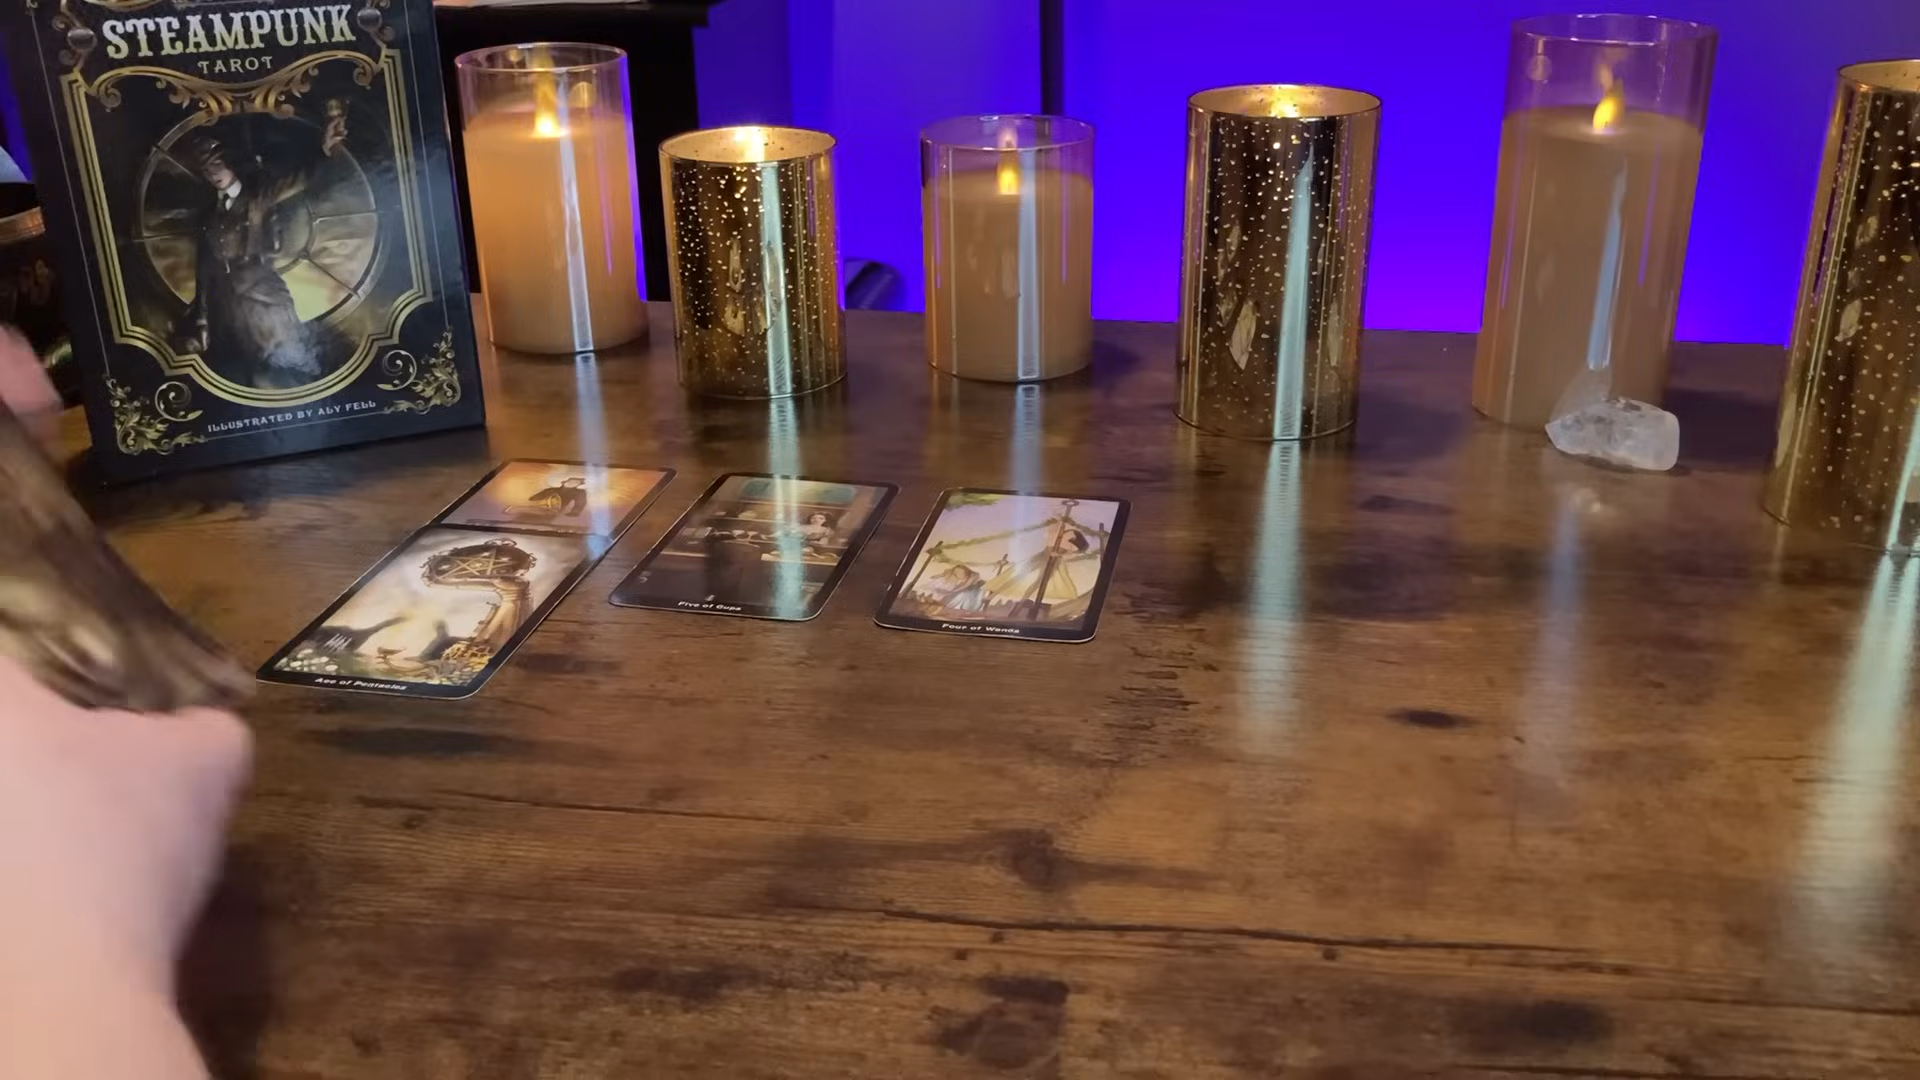 STEAMPUNK
TAROT
ILLUSTRATED BY ALY FELL
Ace of Pentacles
Five of Cups
Four of Wands